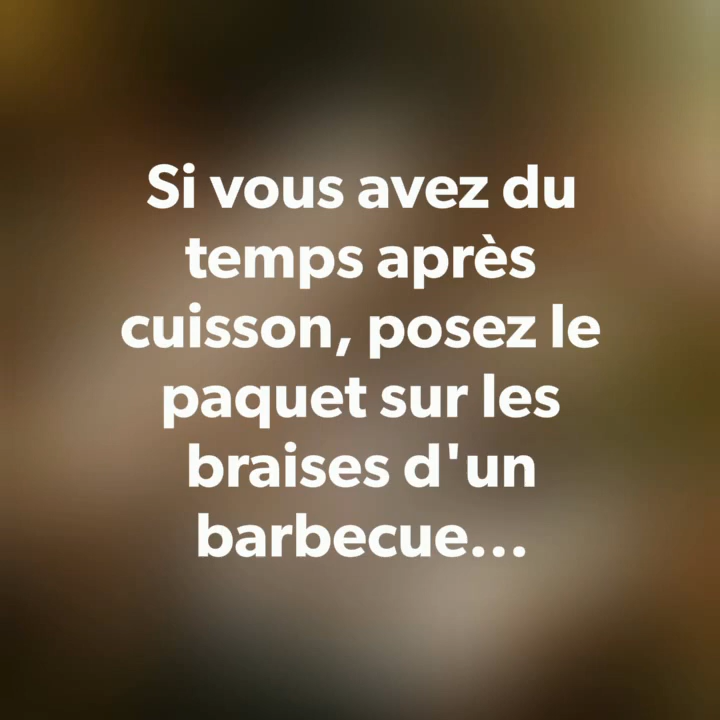 Si vous avez du
temps après
cuisson, posez le
paquet sur les
braises d'un
barbecue...